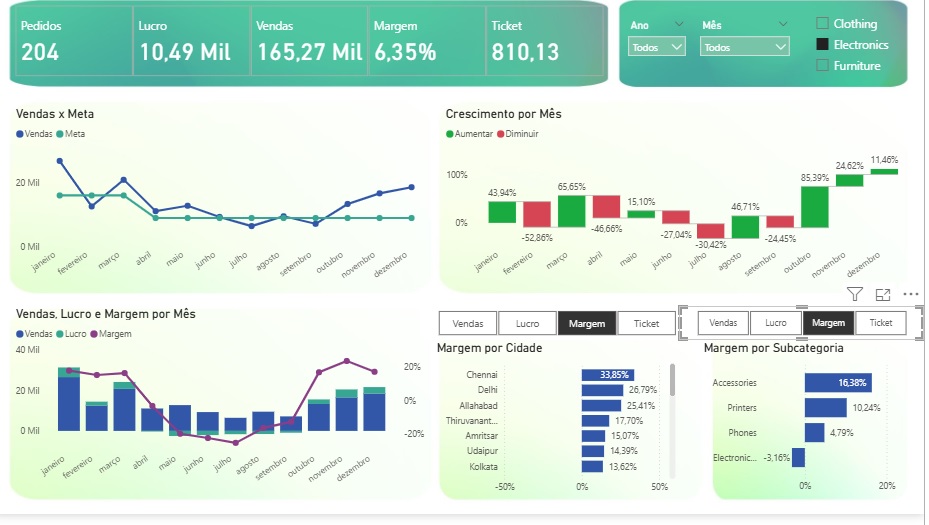 Pedidos
204
Lucro
10,49 Mil
Vendas
165,27 Mil
Margem
6,35%
Ticket
810,13
Ano
Todos
Mês
Todos
Clothing
Electronics
Furniture
Vendas x Meta
Vendas Meta
20 Mil
0 Mil
janeiro
fevereiro
março
abril
maio
junho
julho
agosto
setembro
outubro
novembro
dezembro
Crescimento por Mês
Aumentar Diminuir
100%
0%
43,94%
-52,86%
65,65%
-46,66%
15,10%
-27,04%
-30,42%
46,71%
-24,45%
85,39%
24,62%
11,46%
janeiro
fevereiro
março
abril
maio
junho
julho
agosto
setembro
outubro
novembro
dezembro
Vendas, Lucro e Margem por Mês
Vendas Lucro Margem
40 Mil
20 Mil
0 Mil
20%
0%
-20%
janeiro
fevereiro
março
abril
maio
junho
julho
agosto
setembro
outubro
novembro
dezembro
Vendas Lucro Margem Ticket
Margem por Cidade
Chennai 33,85%
Delhi 26,79%
Allahabad 25,41%
Thiruvanant... 17,70%
Amritsar 15,07%
Udaipur 14,39%
Kolkata 13,62%
-50% 0% 50%
Vendas Lucro Margem Ticket
Margem por Subcategoria
Accessories 16,38%
Printers 10,24%
Phones 4,79%
Electronic... -3,16%
0% 20%